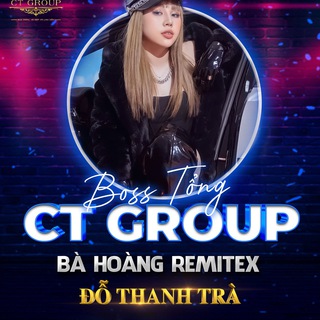 CT GROUP
Boss Tổng
CT GROUP
BÀ HOÀNG REMITEX
ĐỖ THANH TRÀ